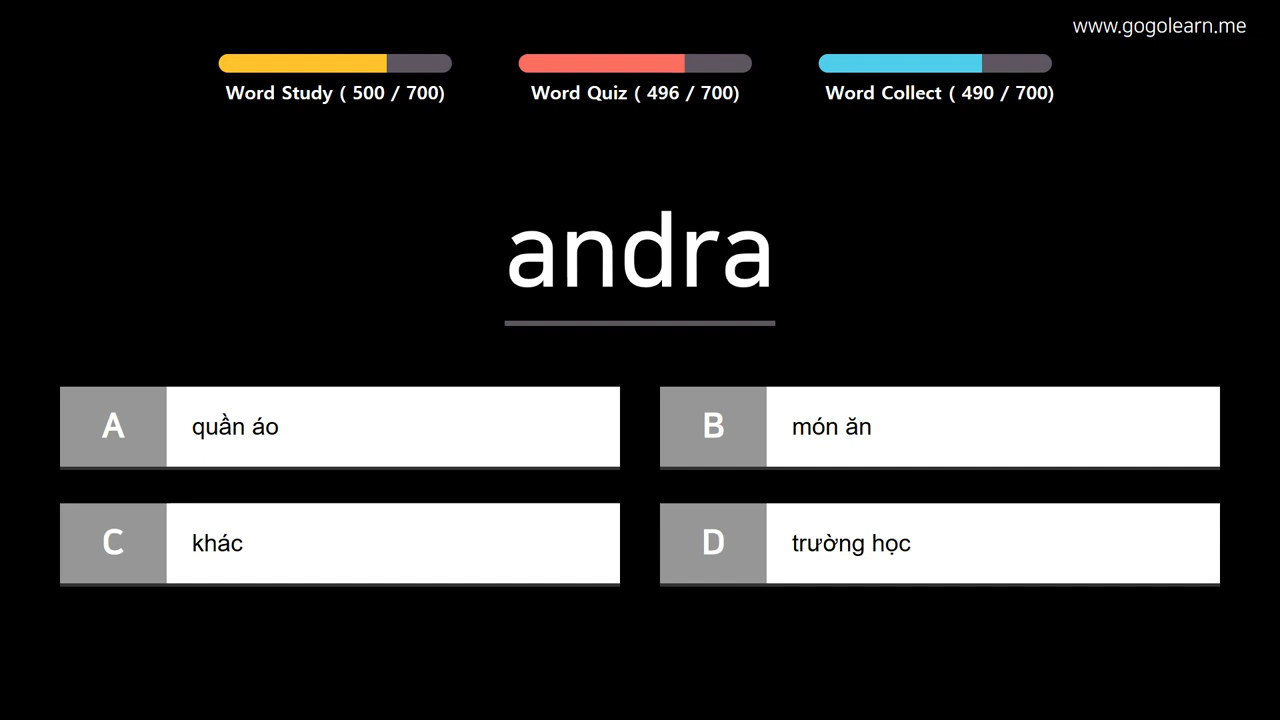 www.gogolearn.me
Word Study ( 500 / 700)
Word Quiz ( 496 / 700)
Word Collect ( 490 / 700)
andra
A quần áo
B món ăn
C khác
D trường học